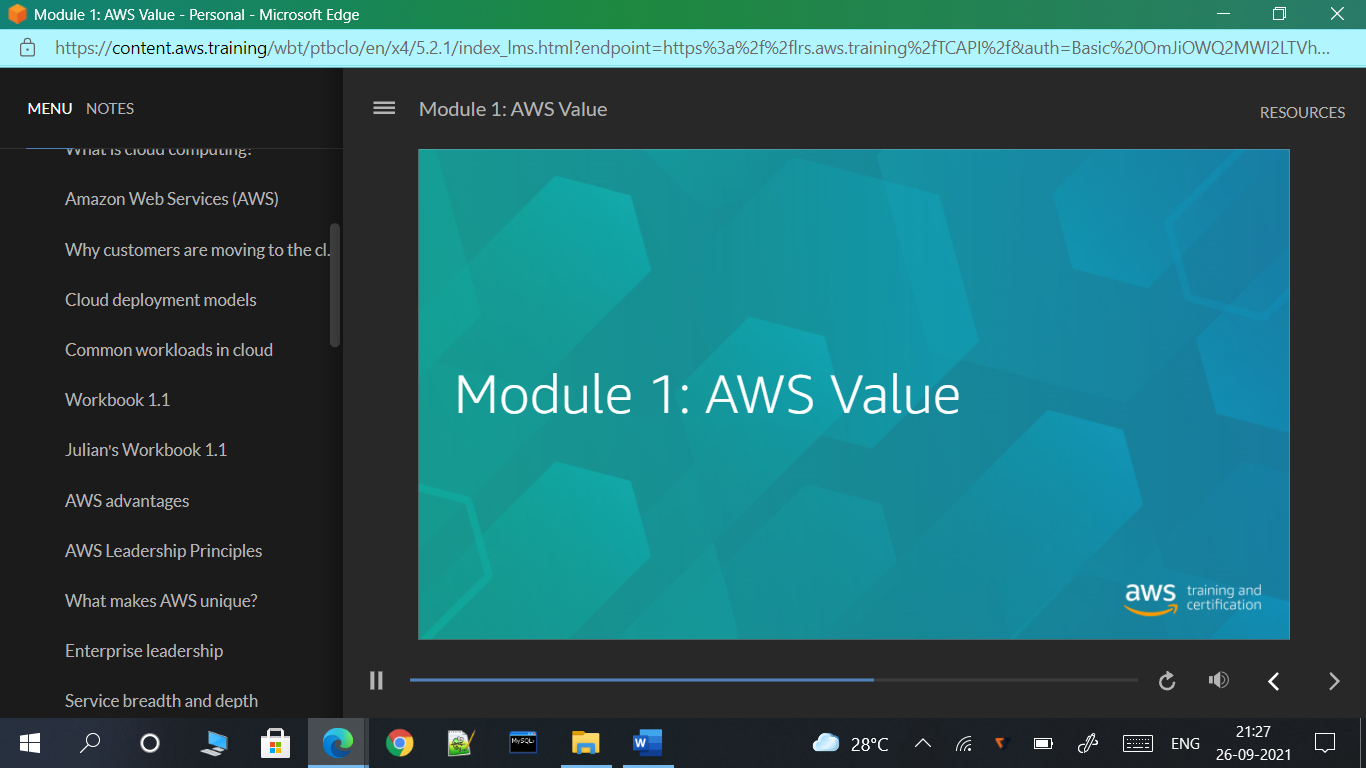 Module 1: AWS Value - Personal - Microsoft Edge
https://content.aws.training/wbt/ptbclo/en/x4/5.2.1/index_lms.html?endpoint=https%3a%2f%2flrs.aws.training%2fTCAPI%2f&auth=Basic%20OmJiOWQ2MWI2LTVh...
MENU NOTES
Module 1: AWS Value
RESOURCES
What is cloud computing?
Amazon Web Services (AWS)
Why customers are moving to the cl.
Cloud deployment models
Common workloads in cloud
Workbook 1.1
Julian's Workbook 1.1
AWS advantages
AWS Leadership Principles
What makes AWS unique?
Enterprise leadership
Service breadth and depth
Module 1: AWS Value
aws training and
certification
MySQL
W
28°C
ENG
21:27
26-09-2021